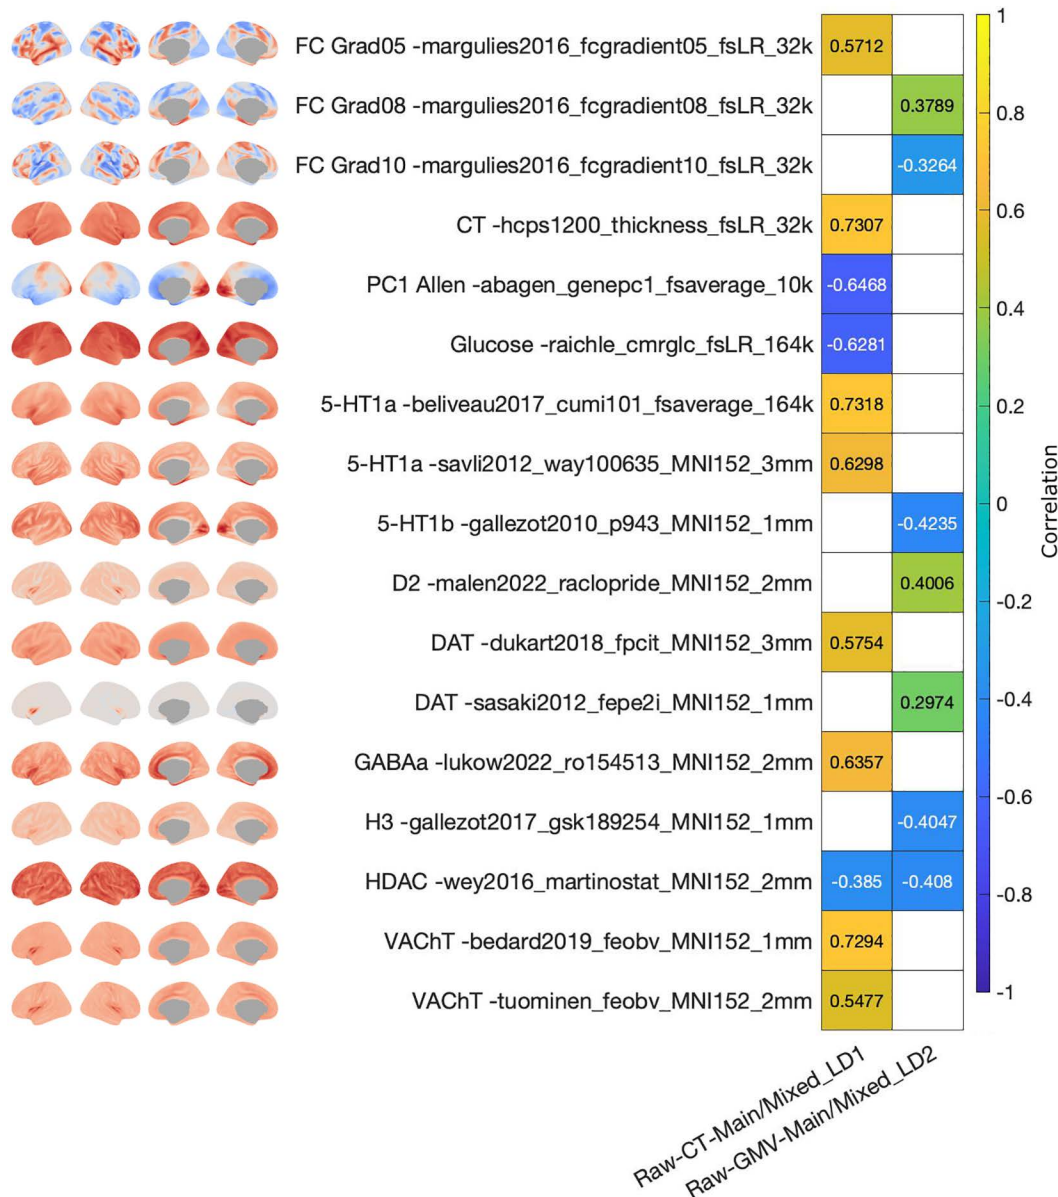 FC Grad05 -margulies2016_fcgradient05_fsLR_32k 0.5712
FC Grad08 -margulies2016_fcgradient08_fsLR_32k 0.3789
FC Grad10 -margulies2016_fcgradient10_fsLR_32k -0.3264
CT -hcps1200_thickness_fsLR_32k 0.7307
PC1 Allen -abagen_genepc1_fsaverage_10k -0.6468
Glucose -raichle_cmrglc_fsLR_164k -0.6281
5-HT1a -beliveau2017_cumi101_fsaverage_164k 0.7318
5-HT1a -savli2012_way100635_MNI152_3mm 0.6298
5-HT1b -gallezot2010_p943_MNI152_1mm -0.4235
D2 -malen2022_raclopride_MNI152_2mm 0.4006
DAT -dukart2018_fpcit_MNI152_3mm 0.5754
DAT -sasaki2012_fepe2i_MNI152_1mm 0.2974
GABAa -lukow2022_ro154513_MNI152_2mm 0.6357
H3 -gallezot2017_gsk189254_MNI152_1mm -0.4047
HDAC -wey2016_martinostat_MNI152_2mm -0.385 -0.408
VAChT -bedard2019_feobv_MNI152_1mm 0.7294
VAChT -tuominen_feobv_MNI152_2mm 0.5477
Raw-CT-Main/Mixed_LD1
Raw-GMV-Main/Mixed_LD2
1
0.8
0.6
0.4
0.2
0
-0.2
-0.4
-0.6
-0.8
-1
Correlation